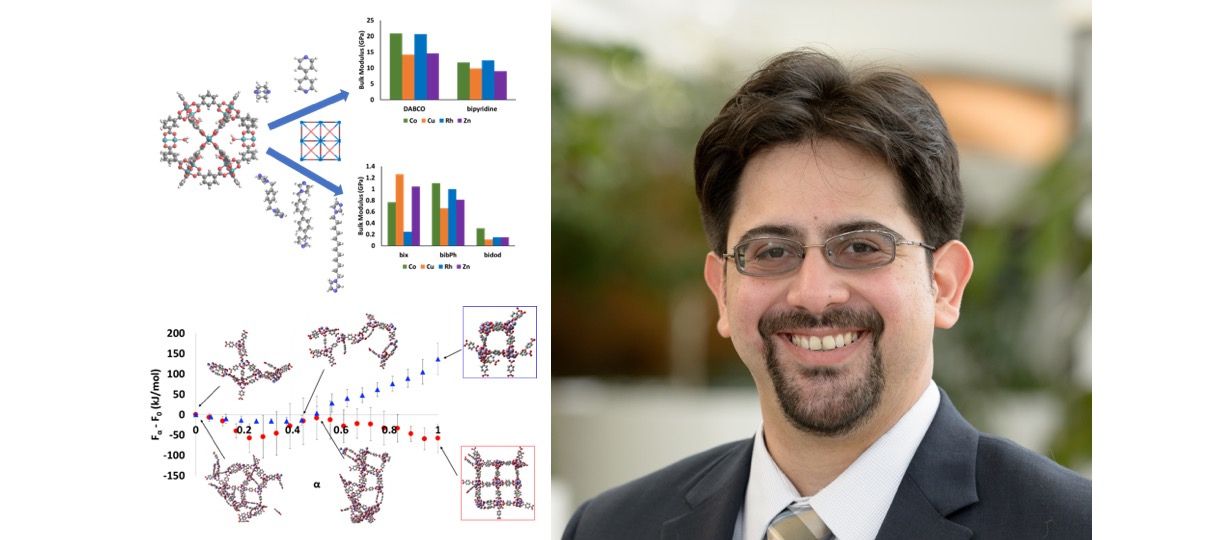 25
20
15
10
5
0
Bulk Modulus (GPa)
DABCO bipyridine
Co Cu Rh Zn
1.4
1.2
1
0.8
0.6
0.4
0.2
0
Bulk Modulus (GPa)
bix bibPh bidod
Co Cu Rh Zn
200
150
100
50
0
-50
-100
-150
Fα - F0 (kJ/mol)
0 0.2 0.4 0.6 0.8 1
α